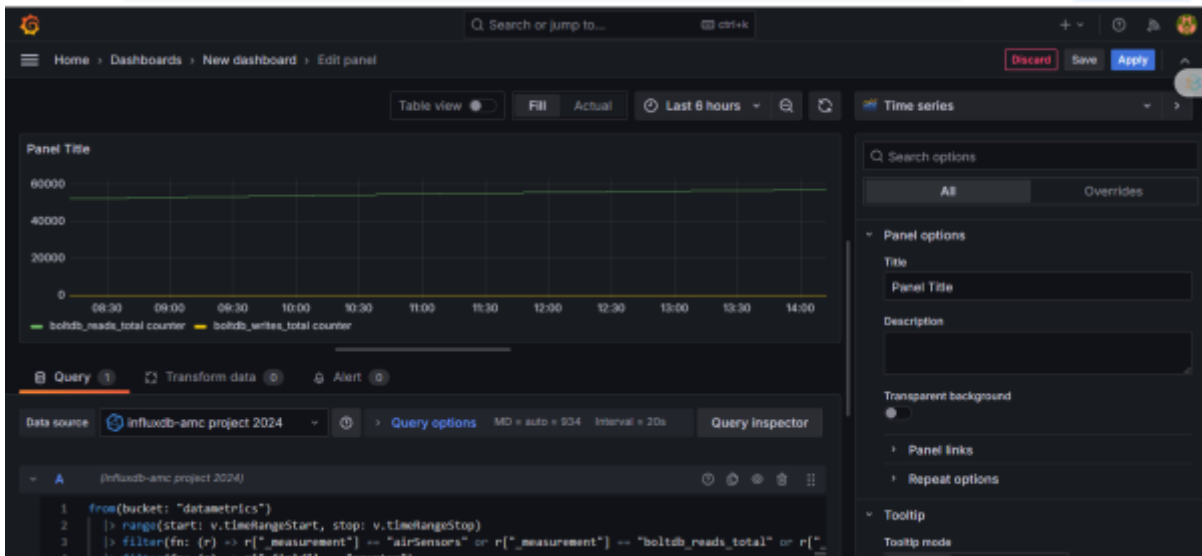 Search or jump to... ctrl+k
Home › Dashboards › New dashboard › Edit panel
Discard Save Apply
Table view Fill Actual Last 6 hours
Time series
Panel Title
60000
40000
20000
0
08:30 09:00 09:30 10:00 10:30 11:00 11:30 12:00 12:30 13:00 13:30 14:00
boltdb_reads_total counter boltdb_writes_total counter
Query 1 Transform data 0 Alert 0
Data source influxdb-amc project 2024 Query options MD = auto = 934 Interval = 20s Query inspector
A (influxdb-amc project 2024)
1 from(bucket: "datametrics")
2 |> range(start: v.timeRangeStart, stop: v.timeRangeStop)
3 |> filter(fn: (r) => r["_measurement"] == "airSensors" or r["_measurement"] == "boltdb_reads_total" or r["_
Search options
All Overrides
Panel options
Title
Panel Title
Description
Transparent background
Panel links
Repeat options
Tooltip
Tooltip mode